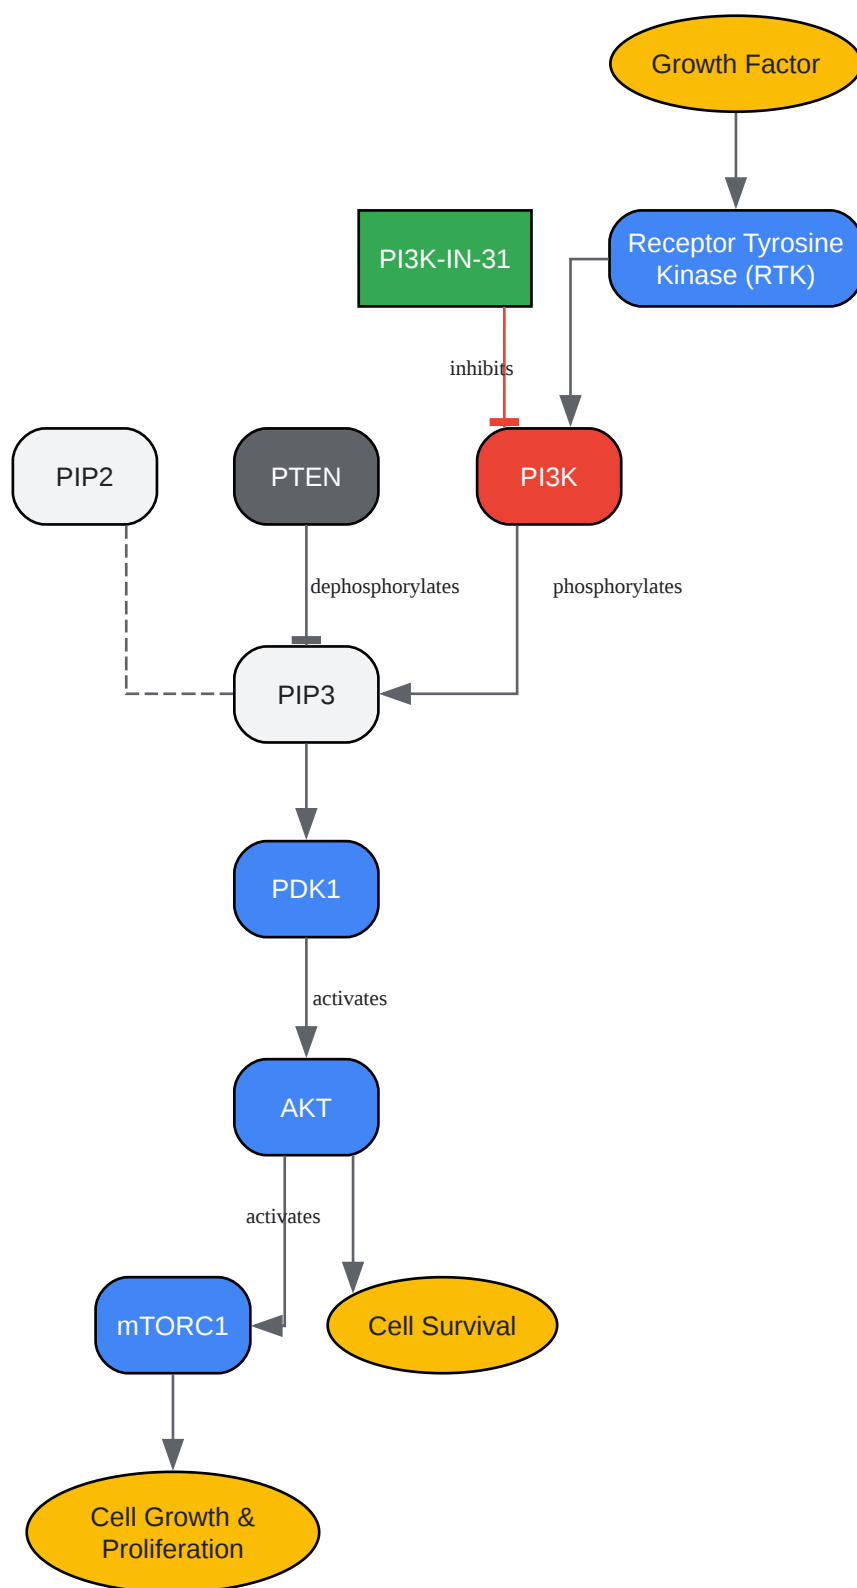 Growth Factor
Receptor Tyrosine
Kinase (RTK)
PI3K-IN-31
inhibits
PIP2
PTEN
PI3K
dephosphorylates
phosphorylates
PIP3
PDK1
activates
AKT
activates
mTORC1
Cell Survival
Cell Growth &
Proliferation